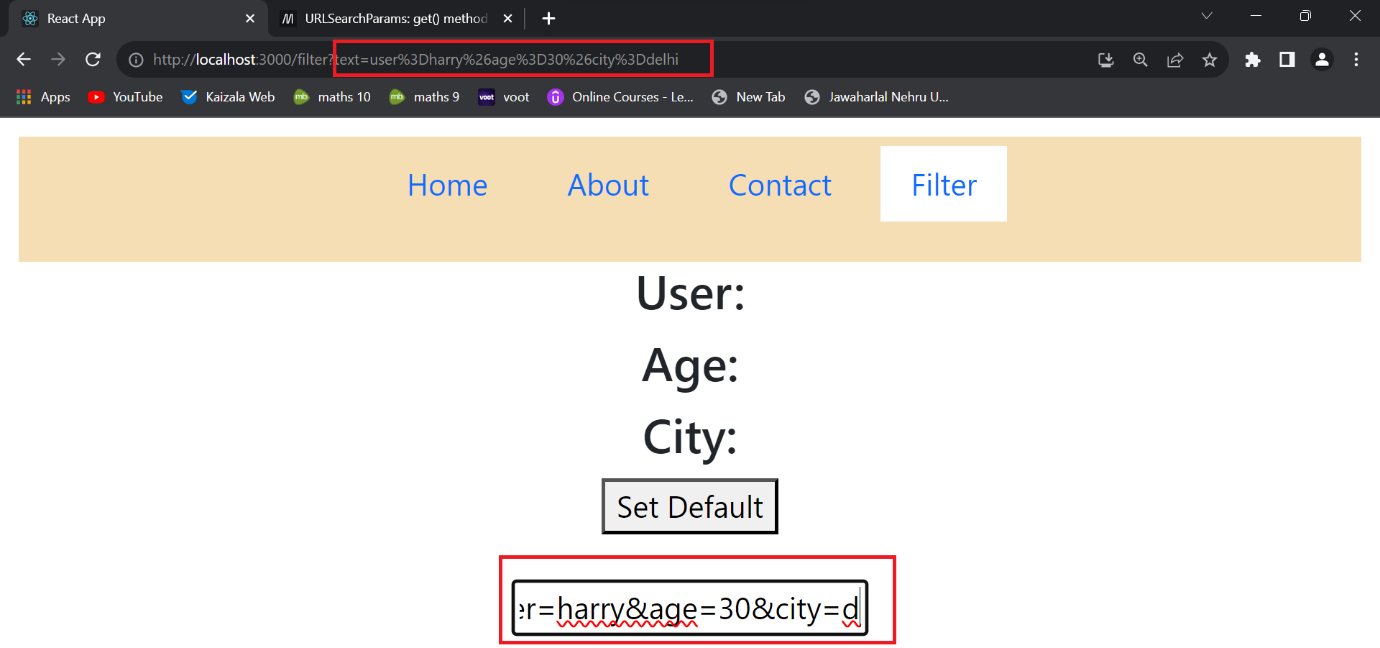 React App
URLSearchParams: get() method
http://localhost:3000/filter?text=user%3Dharry%26age%3D30%26city%3Ddelhi
Apps YouTube Kaizala Web maths 10 maths 9 voot Online Courses - Le... New Tab Jawaharlal Nehru U...
Home About Contact Filter
User:
Age:
City:
Set Default
er=harry&age=30&city=d